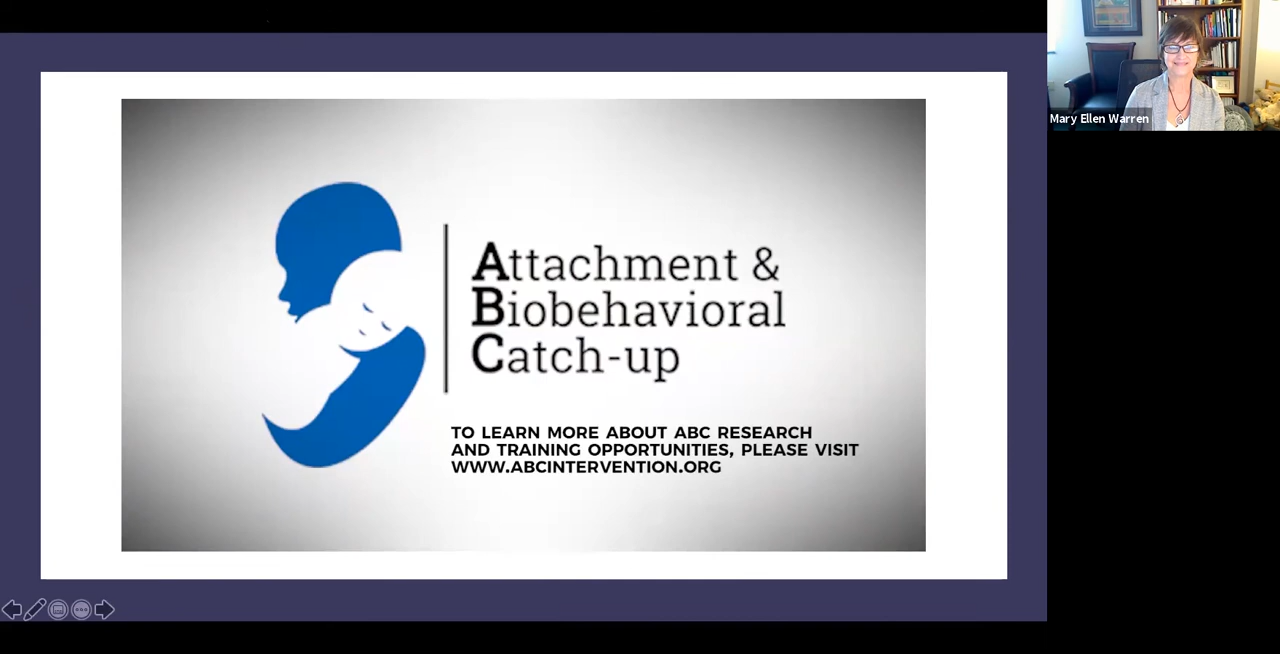 Mary Ellen Warren
Attachment &
Biobehavioral
Catch-up
TO LEARN MORE ABOUT ABC RESEARCH
AND TRAINING OPPORTUNITIES, PLEASE VISIT
WWW.ABCINTERVENTION.ORG